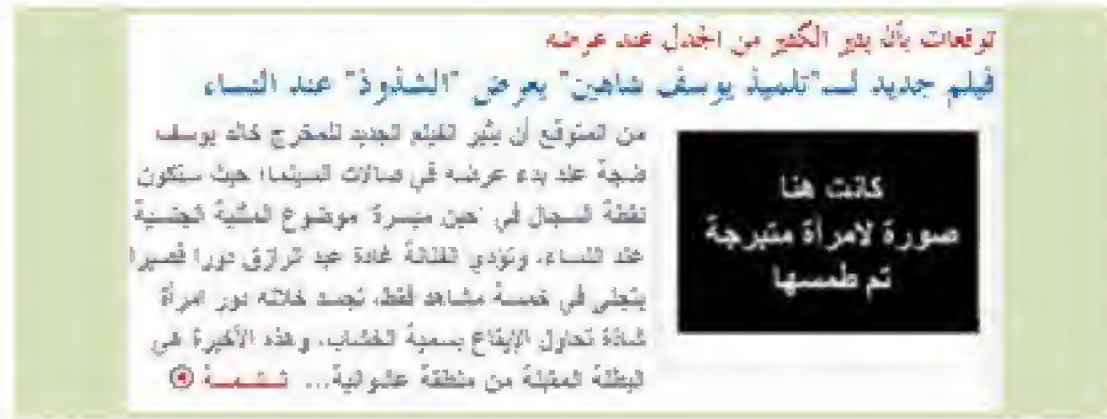 توقعات بأن يثير الكثير من الجدل عند عرضه
فيلم جديد لــ"تلميذ يوسف شاهين" يعرض "الشذوذ" عند النساء
من المتوقع أن يثير الفيلم الجديد للمخرج خالد يوسف
ضجة عند بدء عرضه في صالات السينما؛ حيث ستكون
نقطة السجال في "حين ميسرة" موضوع المثلية الجنسية
عند النساء، وتؤدي الفنانة غادة عبد الرازق دورا قصيرا
يتجلى في خمسة مشاهد فقط، تجسد خلاله دور امرأة
شاذة تحاول الإيقاع بسمية الخشاب، وهذه الأخيرة هي
البطلة المقبلة من منطقة عشوائية... تــتــمــة
كانت هنا
صورة لامرأة متبرجة
تم طمسها